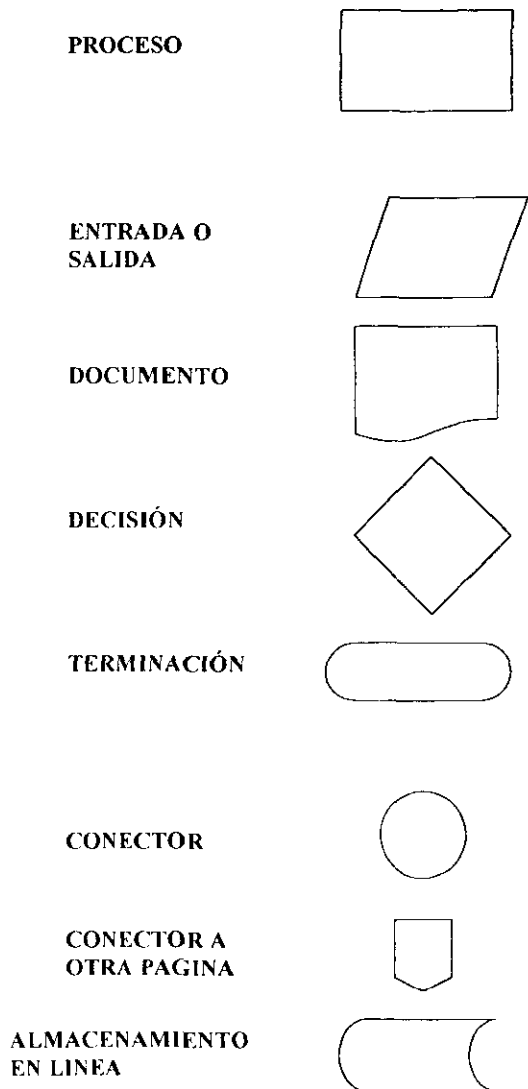 PROCESO
ENTRADA O
SALIDA
DOCUMENTO
DECISIÓN
TERMINACIÓN
CONECTOR
CONECTOR A
OTRA PAGINA
ALMACENAMIENTO
EN LINEA